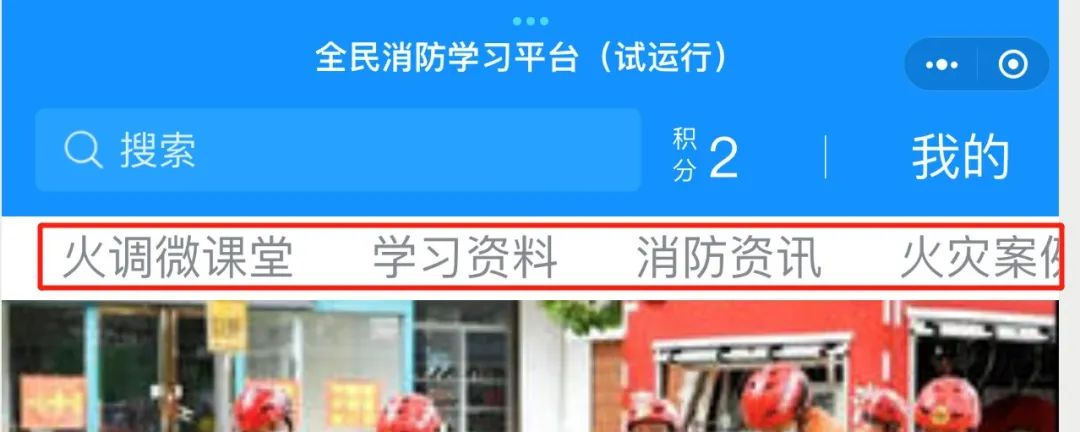 全民消防学习平台（试运行）
搜索
积分 2
我的
火调微课堂 学习资料 消防资讯 火灾案例